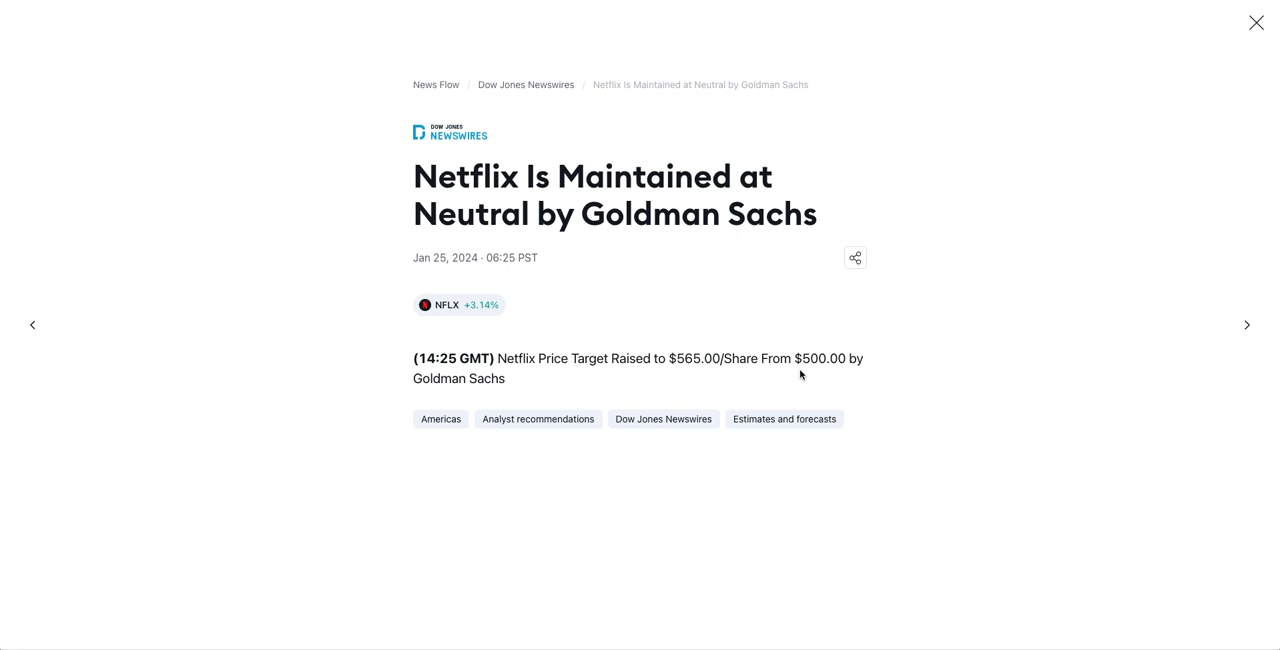 News Flow / Dow Jones Newswires / Netflix Is Maintained at Neutral by Goldman Sachs
DOW JONES
NEWSWIRES
Netflix Is Maintained at
Neutral by Goldman Sachs
Jan 25, 2024 · 06:25 PST
NFLX +3.14%
(14:25 GMT) Netflix Price Target Raised to $565.00/Share From $500.00 by
Goldman Sachs
Americas Analyst recommendations Dow Jones Newswires Estimates and forecasts